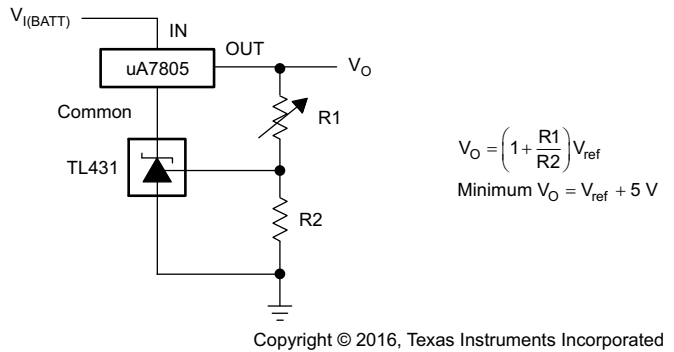 V_I(BATT)
IN
OUT
uA7805
V_O
Common
R1
TL431
R2
V_O = (1 + R1/R2) V_ref
Minimum V_O = V_ref + 5 V
Copyright © 2016, Texas Instruments Incorporated